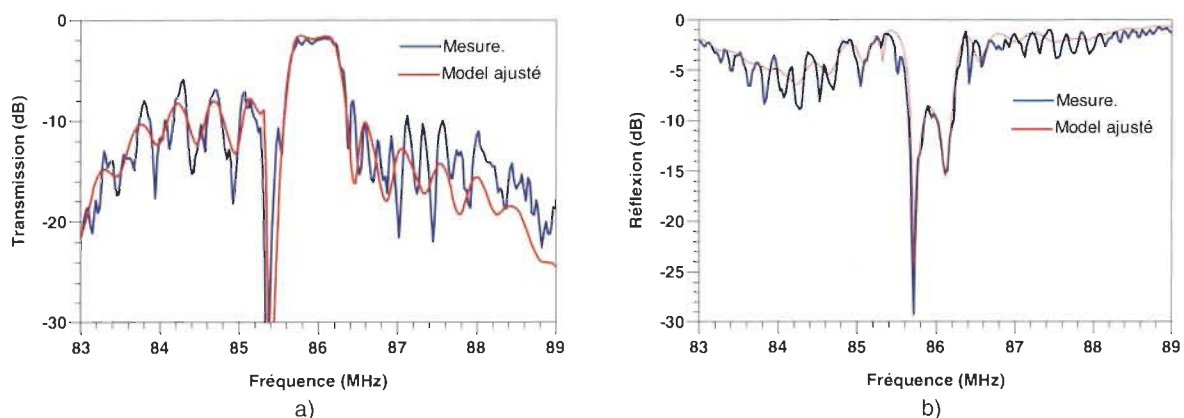 0
-10
-20
-30
Transmission (dB)
Mesure.
Model ajusté
83 84 85 86 87 88 89
Fréquence (MHz)
a)
0
-5
-10
-15
-20
-25
-30
Réflexion (dB)
Mesure.
Model ajusté
83 84 85 86 87 88 89
Fréquence (MHz)
b)